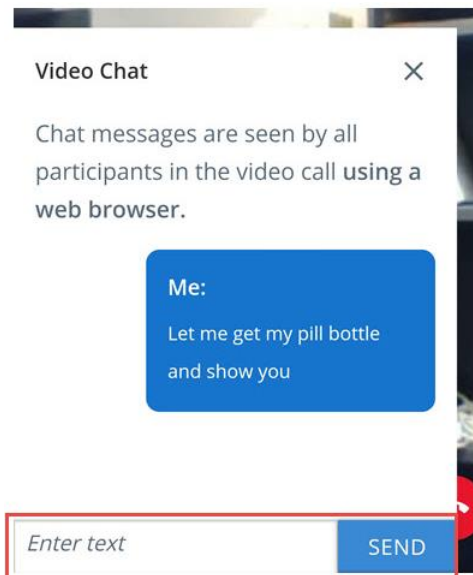 Video Chat
Chat messages are seen by all
participants in the video call using a
web browser.
Me:
Let me get my pill bottle
and show you
Enter text
SEND